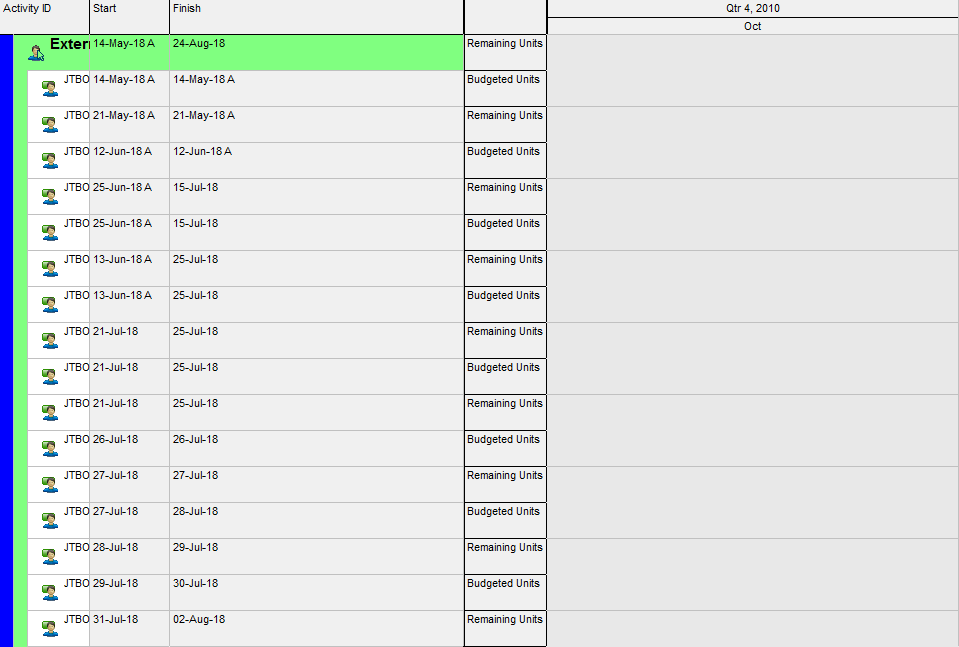 Activity ID Start Finish Qtr 4, 2010
Oct
Exter 14-May-18 A 24-Aug-18 Remaining Units
JTBO 14-May-18 A 14-May-18 A Budgeted Units
JTBO 21-May-18 A 21-May-18 A Remaining Units
JTBO 12-Jun-18 A 12-Jun-18 A Budgeted Units
JTBO 25-Jun-18 A 15-Jul-18 Remaining Units
JTBO 25-Jun-18 A 15-Jul-18 Budgeted Units
JTBO 13-Jun-18 A 25-Jul-18 Remaining Units
JTBO 13-Jun-18 A 25-Jul-18 Budgeted Units
JTBO 21-Jul-18 25-Jul-18 Remaining Units
JTBO 21-Jul-18 25-Jul-18 Budgeted Units
JTBO 21-Jul-18 25-Jul-18 Remaining Units
JTBO 26-Jul-18 26-Jul-18 Budgeted Units
JTBO 27-Jul-18 27-Jul-18 Remaining Units
JTBO 27-Jul-18 28-Jul-18 Budgeted Units
JTBO 28-Jul-18 29-Jul-18 Remaining Units
JTBO 29-Jul-18 30-Jul-18 Budgeted Units
JTBO 31-Jul-18 02-Aug-18 Remaining Units